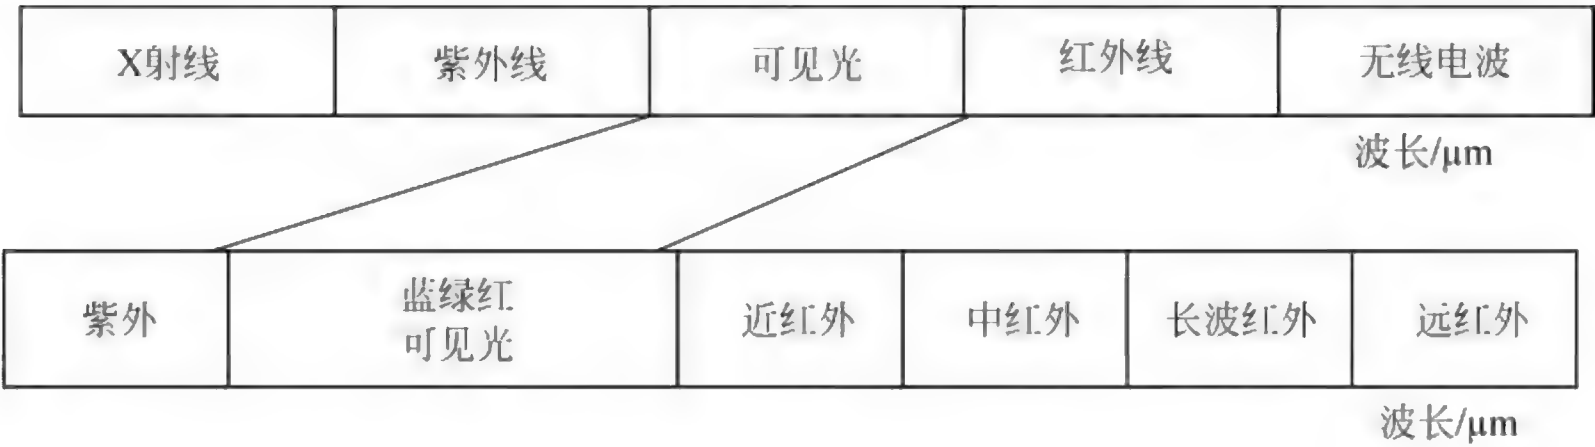 X射线 紫外线 可见光 红外线 无线电波
波长/μm
紫外 蓝绿红 近红外 中红外 长波红外 远红外
可见光
波长/μm